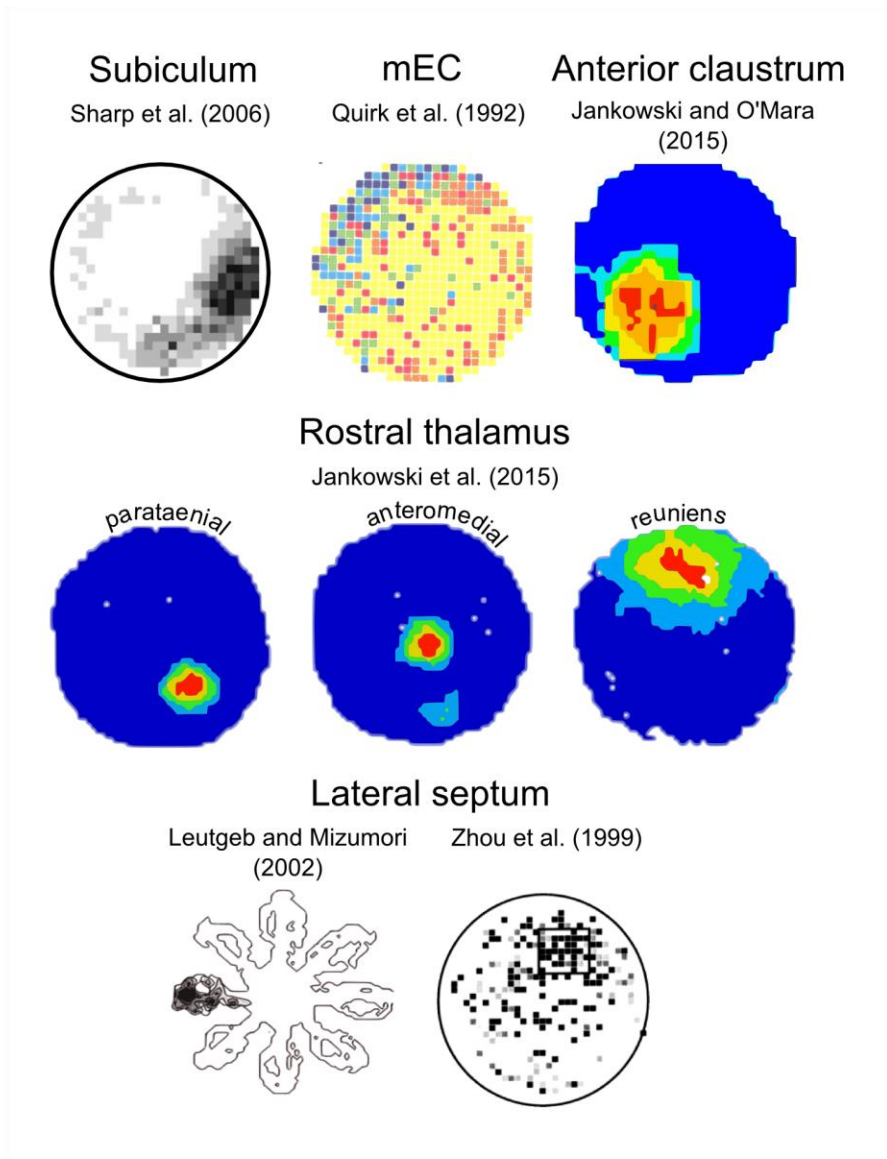 Subiculum
Sharp et al. (2006)
mEC
Quirk et al. (1992)
Anterior claustrum
Jankowski and O'Mara
(2015)
Rostral thalamus
Jankowski et al. (2015)
parataenial
anteromedial
reuniens
Lateral septum
Leutgeb and Mizumori
(2002)
Zhou et al. (1999)